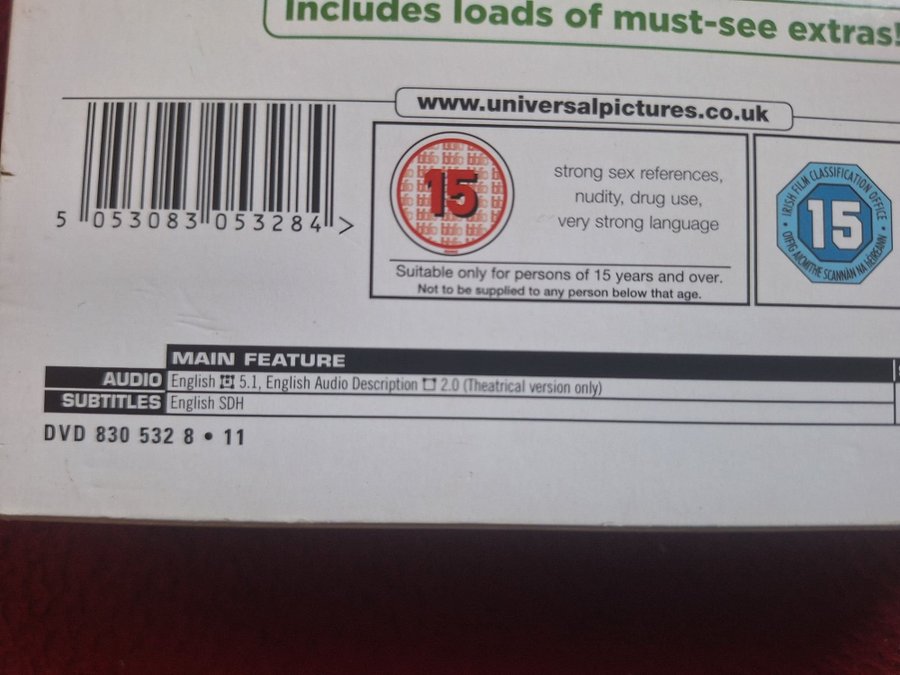 Includes loads of must-see extras!
www.universalpictures.co.uk
5 053083 053284 >
15
strong sex references,
nudity, drug use,
very strong language
Suitable only for persons of 15 years and over.
Not to be supplied to any person below that age.
IRISH FILM CLASSIFICATION OFFICE
15
OIFIG AICMITHE SCANNÁN NA hÉIREANN
MAIN FEATURE
AUDIO English 5.1, English Audio Description 2.0 (Theatrical version only)
SUBTITLES English SDH
DVD 830 532 8 • 11